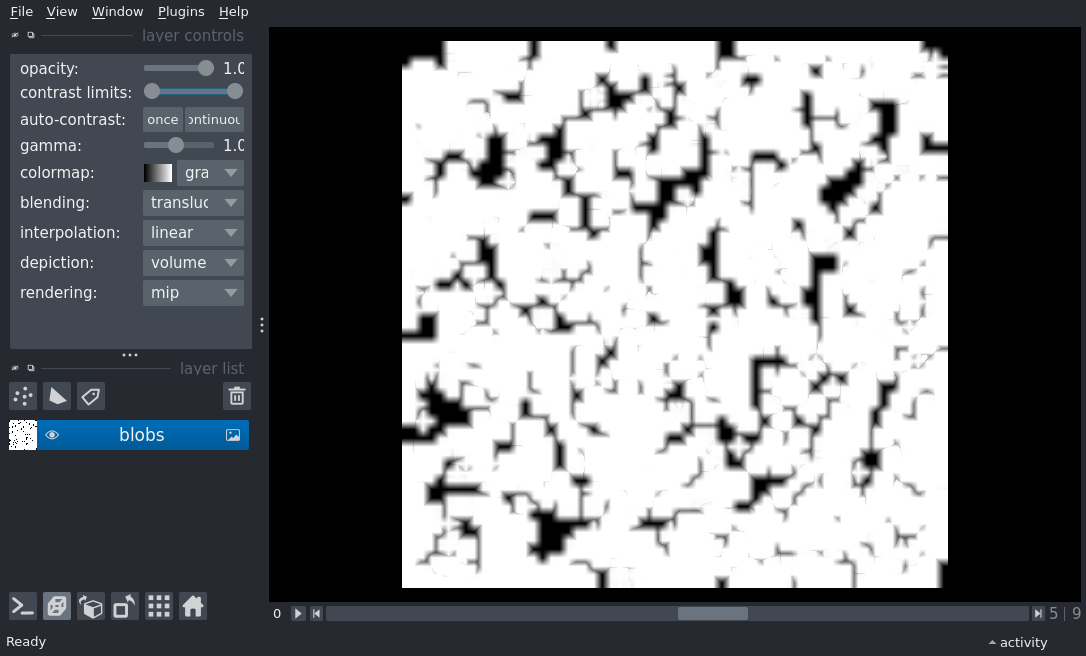 File View Window Plugins Help
layer controls
opacity: 1.0
contrast limits:
auto-contrast: once ontinuou
gamma: 1.0
colormap: gra
blending: transluc
interpolation: linear
depiction: volume
rendering: mip
layer list
blobs
0 5 | 9
Ready activity